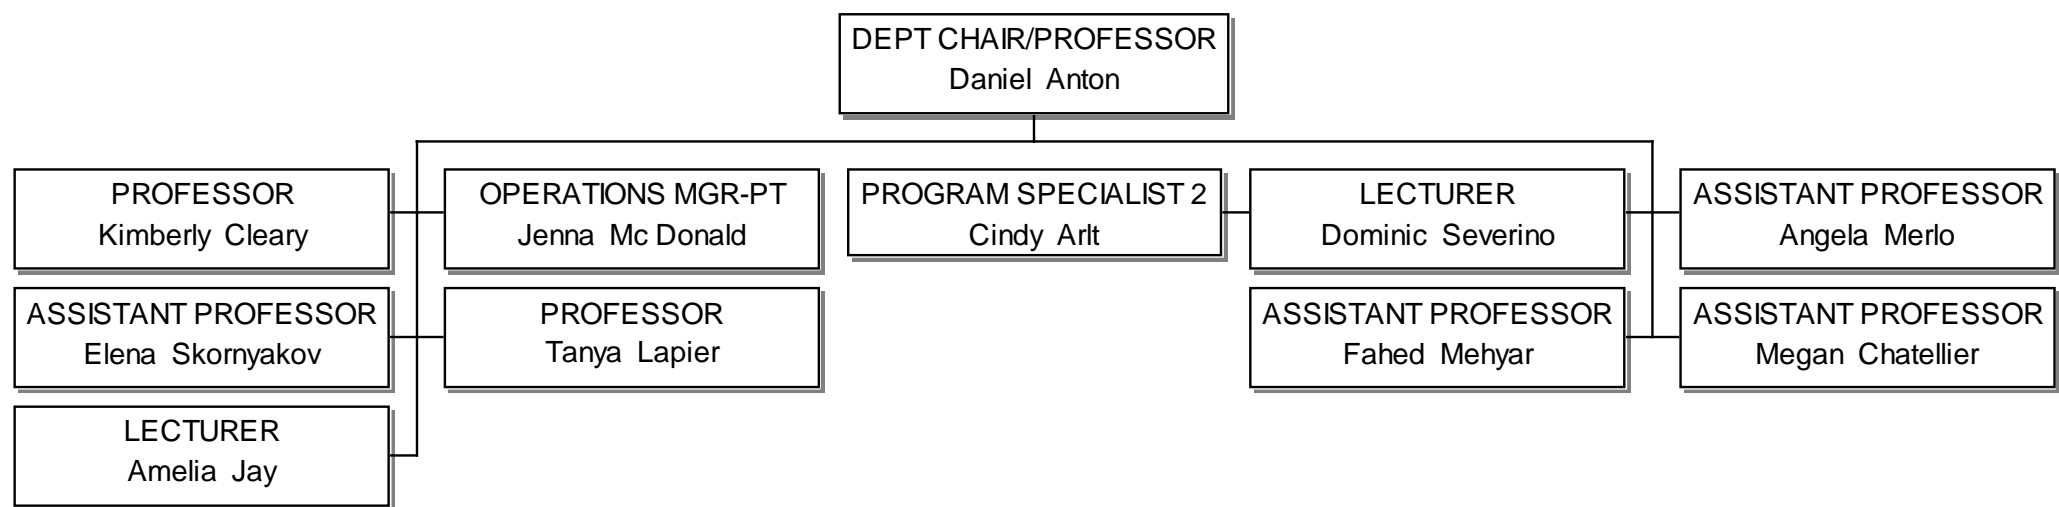 DEPT CHAIR/PROFESSOR
Daniel Anton
PROFESSOR
Kimberly Cleary
OPERATIONS MGR-PT
Jenna Mc Donald
PROGRAM SPECIALIST 2
Cindy Arlt
LECTURER
Dominic Severino
ASSISTANT PROFESSOR
Angela Merlo
ASSISTANT PROFESSOR
Elena Skornyakov
PROFESSOR
Tanya Lapier
ASSISTANT PROFESSOR
Fahed Mehyar
ASSISTANT PROFESSOR
Megan Chatellier
LECTURER
Amelia Jay